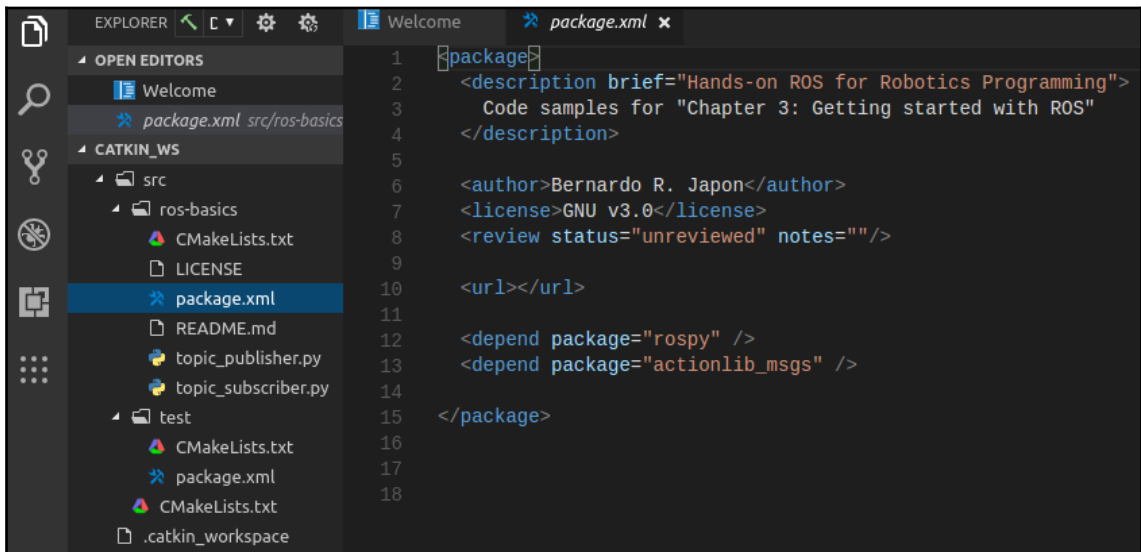 EXPLORER
OPEN EDITORS
Welcome
package.xml src/ros-basics
CATKIN_WS
src
ros-basics
CMakeLists.txt
LICENSE
package.xml
README.md
topic_publisher.py
topic_subscriber.py
test
CMakeLists.txt
package.xml
CMakeLists.txt
.catkin_workspace
Welcome package.xml
1 <package>
2 <description brief="Hands-on ROS for Robotics Programming">
3 Code samples for "Chapter 3: Getting started with ROS"
4 </description>
5
6 <author>Bernardo R. Japon</author>
7 <license>GNU v3.0</license>
8 <review status="unreviewed" notes=""/>
9
10 <url></url>
11
12 <depend package="rospy" />
13 <depend package="actionlib_msgs" />
14
15 </package>
16
17
18